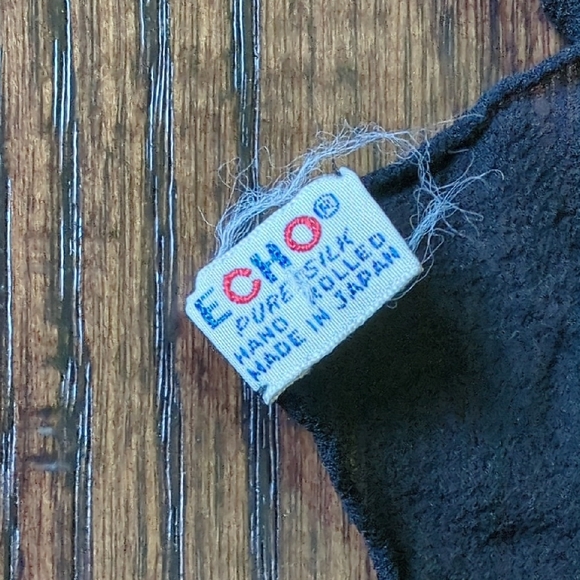 ECHO®
PURE SILK
HAND ROLLED
MADE IN JAPAN